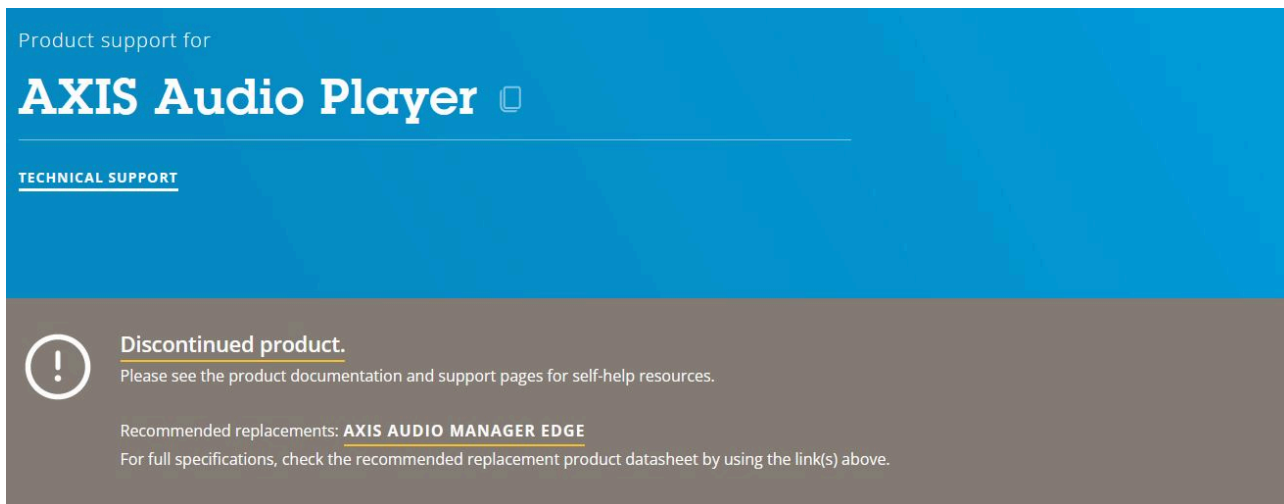 Product support for
AXIS Audio Player
TECHNICAL SUPPORT
Discontinued product.
Please see the product documentation and support pages for self-help resources.
Recommended replacements: AXIS AUDIO MANAGER EDGE
For full specifications, check the recommended replacement product datasheet by using the link(s) above.